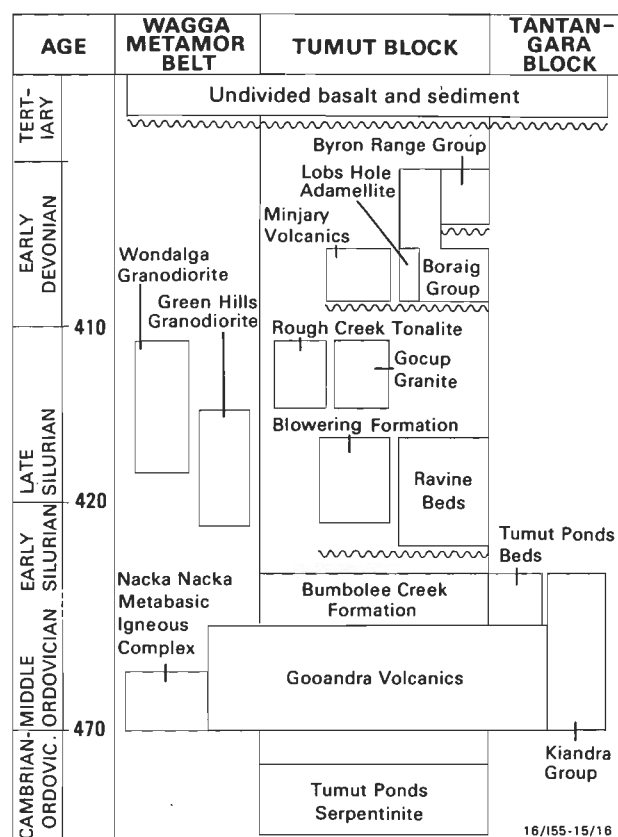 AGE
WAGGA
METAMOR
BELT
TUMUT BLOCK
TANTAN-
GARA
BLOCK
TERT-
IARY
Undivided basalt and sediment
Byron Range Group
Lobs Hole
Adamellite
Minjary
Volcanics
EARLY
DEVONIAN
Wondalga
Granodiorite
Boraig
Group
Green Hills
Granodiorite
410
Rough Creek Tonalite
Gocup
Granite
LATE
SILURIAN
Blowering Formation
Ravine
Beds
420
EARLY
SILURIAN
Tumut Ponds
Beds
Nacka Nacka
Metabasic
Igneous
Complex
Bumbolee Creek
Formation
MIDDLE
ORDOVICIAN
Gooandra Volcanics
470
Kiandra
Group
CAMBRIAN-
ORDOVIC.
Tumut Ponds
Serpentinite
16/I55-15/16